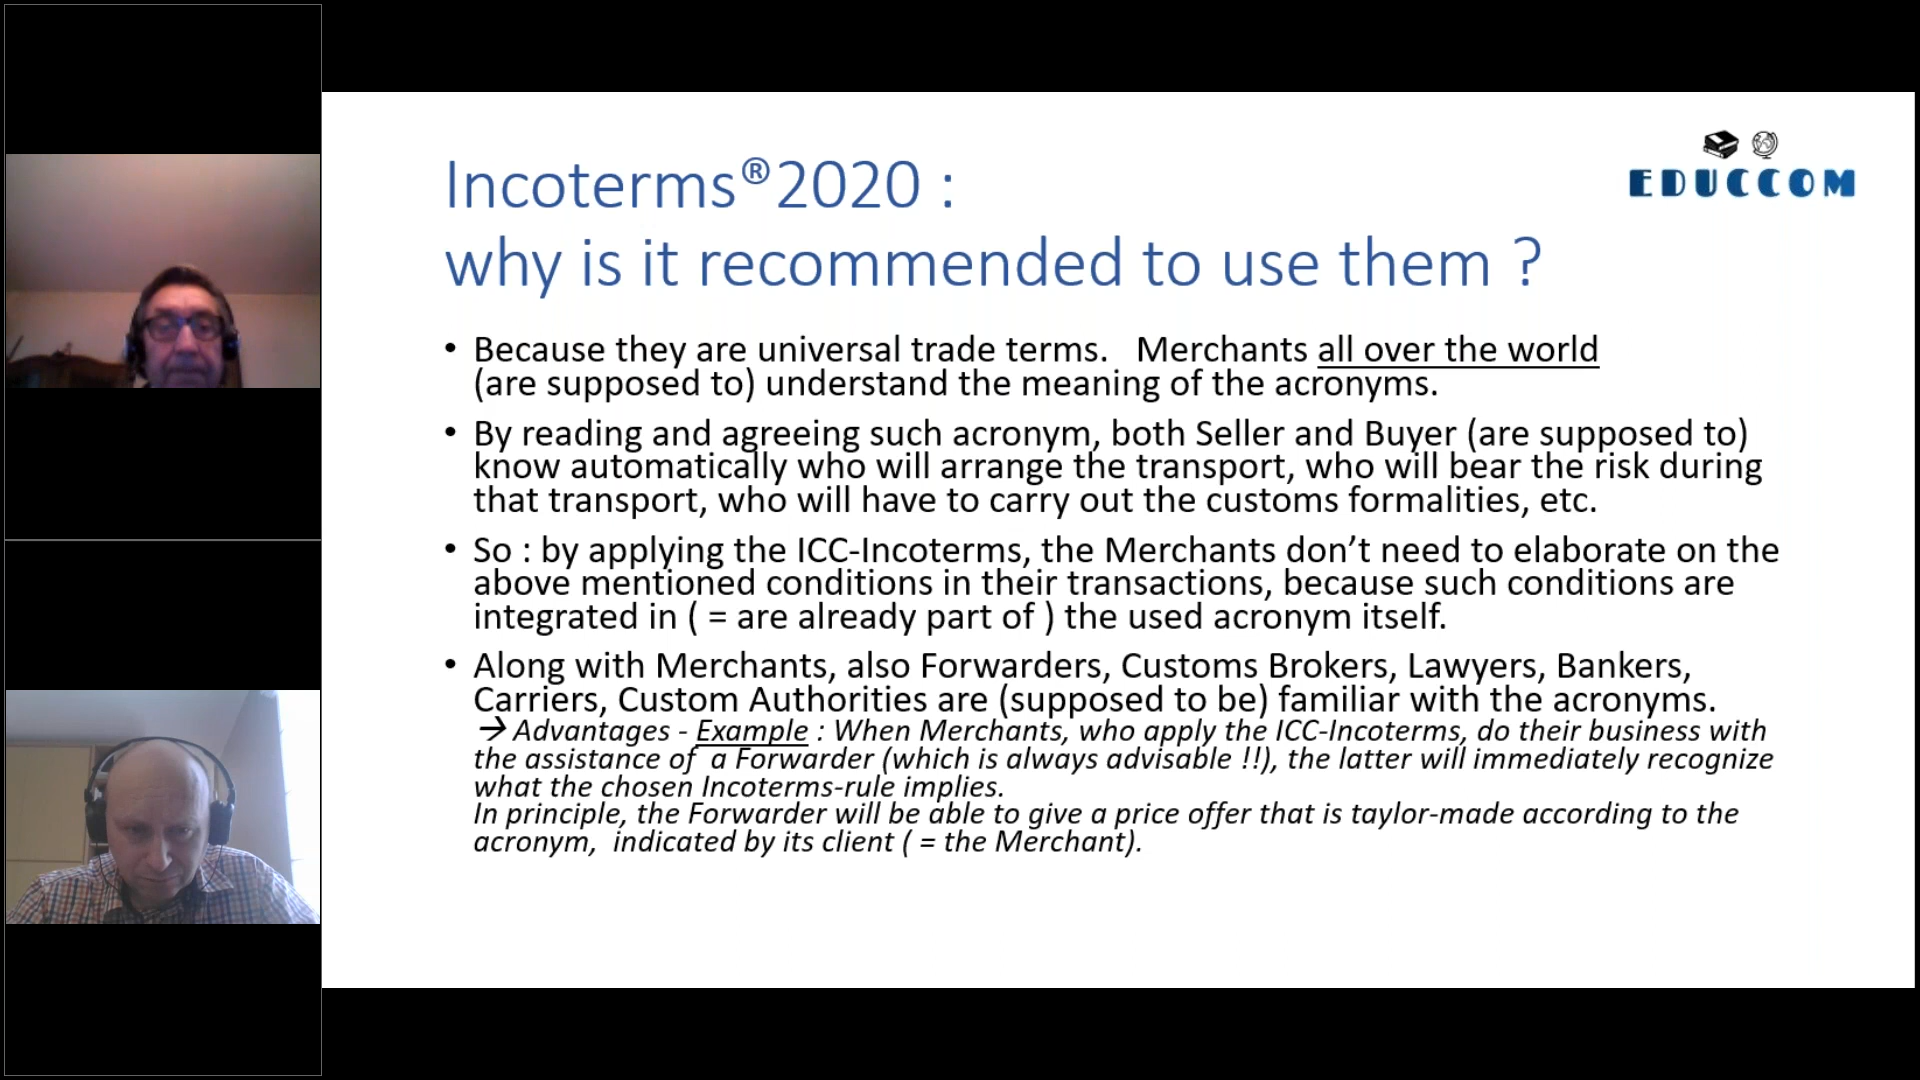 EDUCCOM
Incoterms®2020 :
why is it recommended to use them ?
• Because they are universal trade terms.   Merchants all over the world
(are supposed to) understand the meaning of the acronyms.
• By reading and agreeing such acronym, both Seller and Buyer (are supposed to)
know automatically who will arrange the transport, who will bear the risk during
that transport, who will have to carry out the customs formalities, etc.
• So : by applying the ICC-Incoterms, the Merchants don’t need to elaborate on the
above mentioned conditions in their transactions, because such conditions are
integrated in ( = are already part of ) the used acronym itself.
• Along with Merchants, also Forwarders, Customs Brokers, Lawyers, Bankers,
Carriers, Custom Authorities are (supposed to be) familiar with the acronyms.
→ Advantages - Example : When Merchants, who apply the ICC-Incoterms, do their business with
the assistance of  a Forwarder (which is always advisable !!), the latter will immediately recognize
what the chosen Incoterms-rule implies.
In principle, the Forwarder will be able to give a price offer that is taylor-made according to the
acronym,  indicated by its client ( = the Merchant).